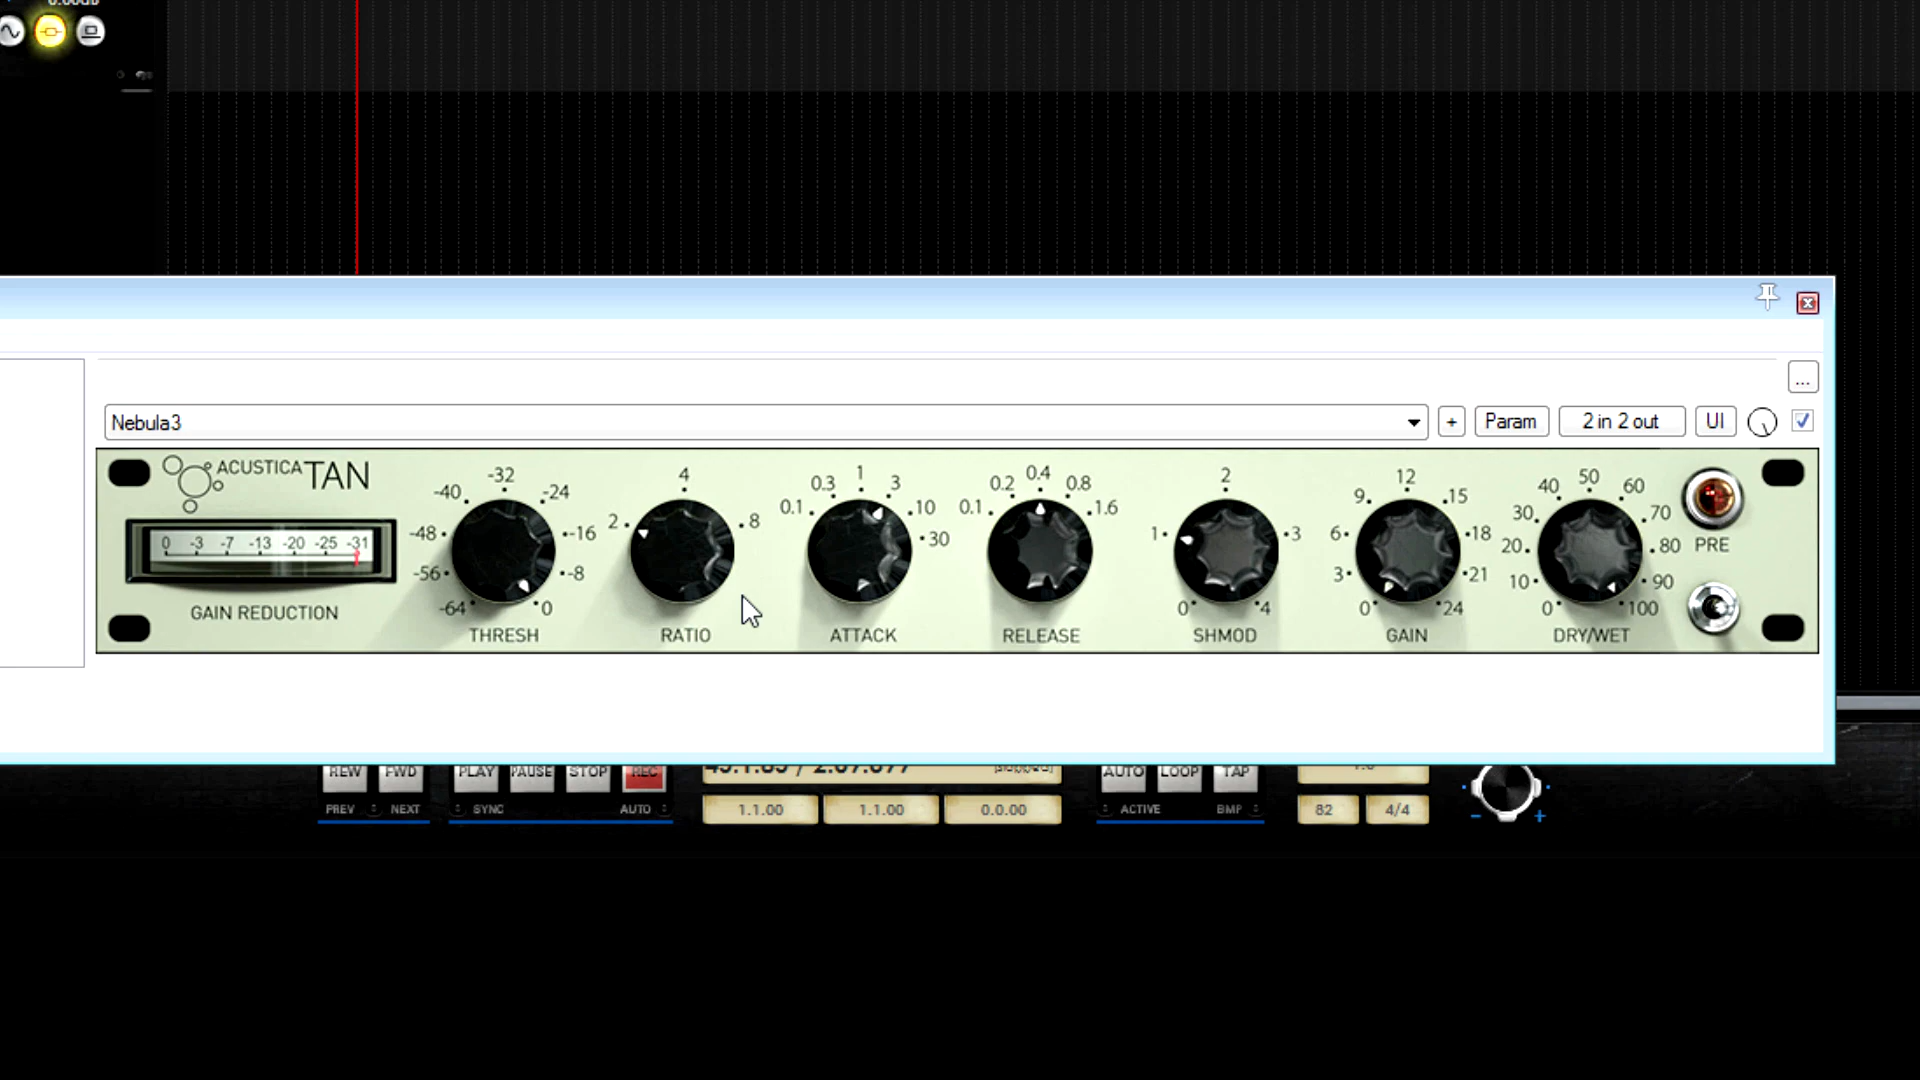 ...
Nebula3 + Param 2 in 2 out UI
ACUSTICA TAN
0 -3 -7 -13 -20 -25 -31
GAIN REDUCTION
-64 -56 -48 -40 -32 -24 -16 -8 0
THRESH
2 4 8
RATIO
0.1 0.3 1 3 10 30
ATTACK
0.1 0.2 0.4 0.8 1.6
RELEASE
0 1 2 3 4
SHMOD
0 3 6 9 12 15 18 21 24
GAIN
0 10 20 30 40 50 60 70 80 90 100
DRY/WET
PRE
REW FWD PLAY PAUSE STOP REC AUTO LOOP TAP
PREV NEXT SYNC AUTO 1.1.00 1.1.00 0.0.00 ACTIVE BMP 82 4/4